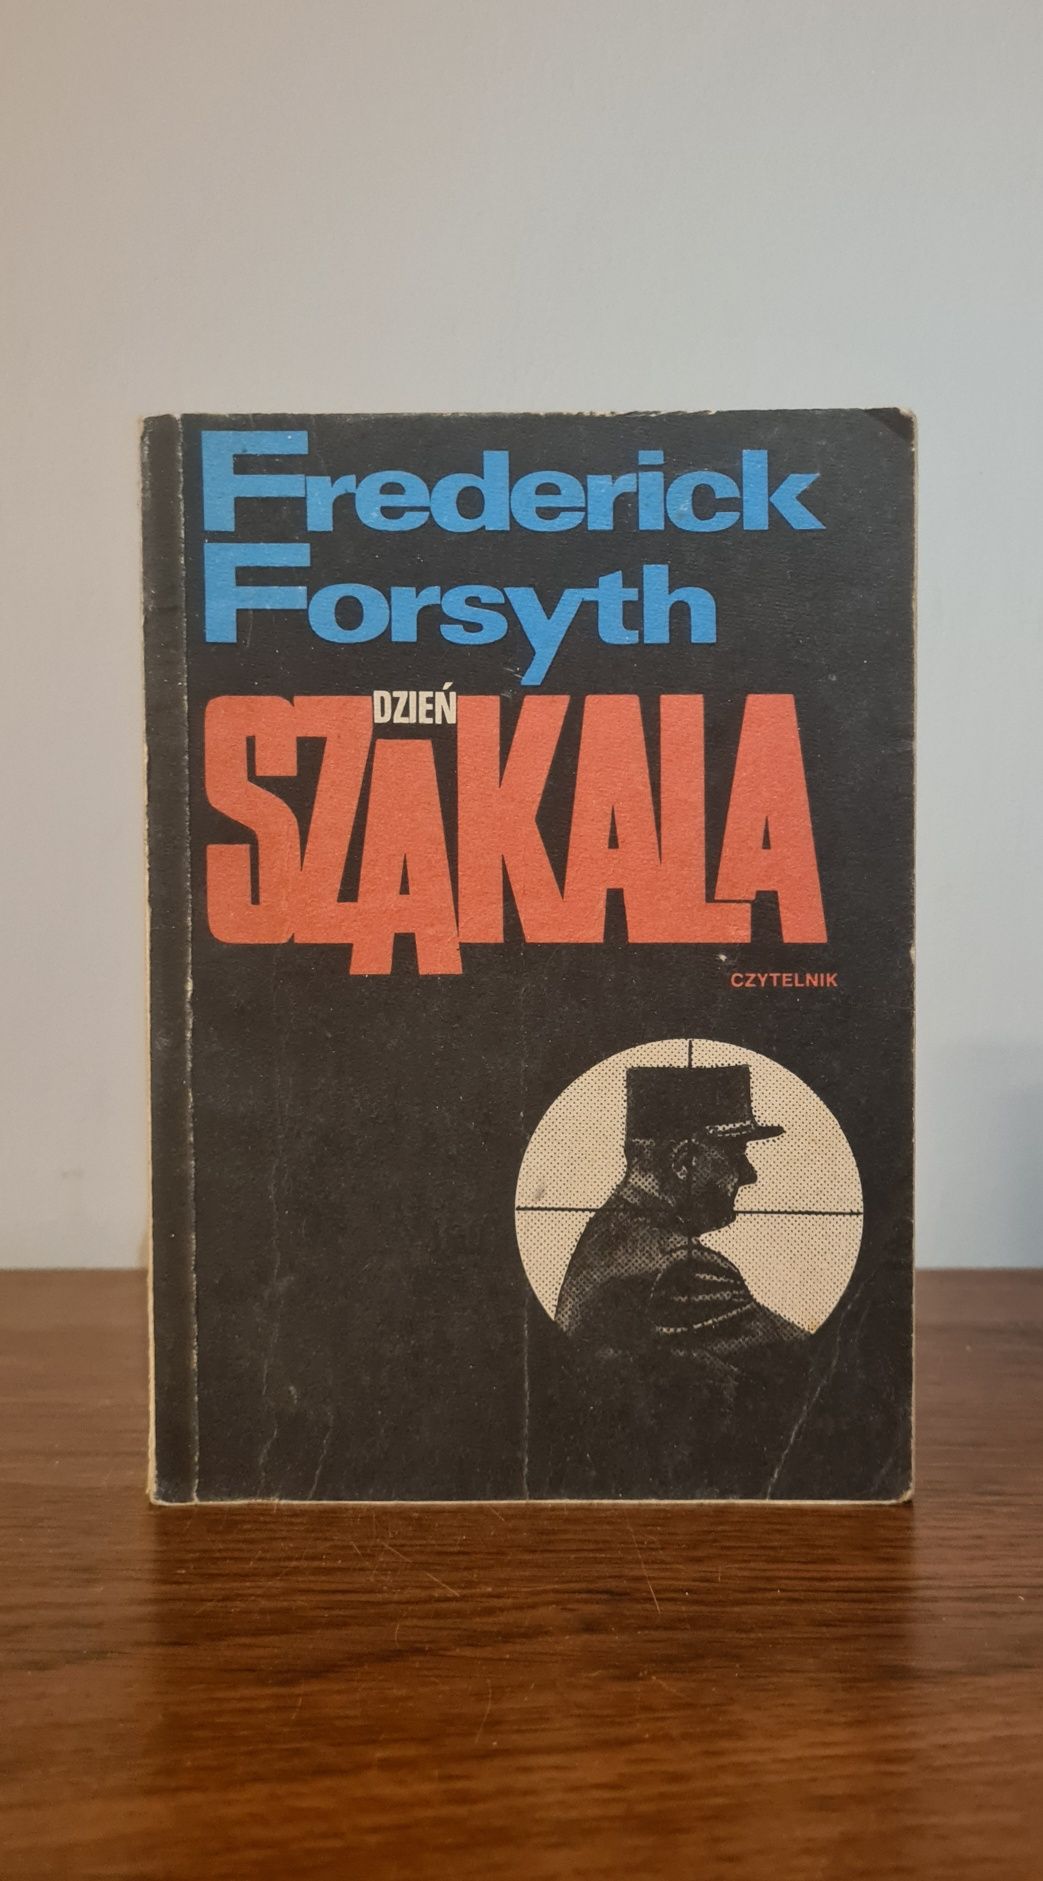 Frederick
Forsyth
DZIEŃ
SZAKALA
CZYTELNIK